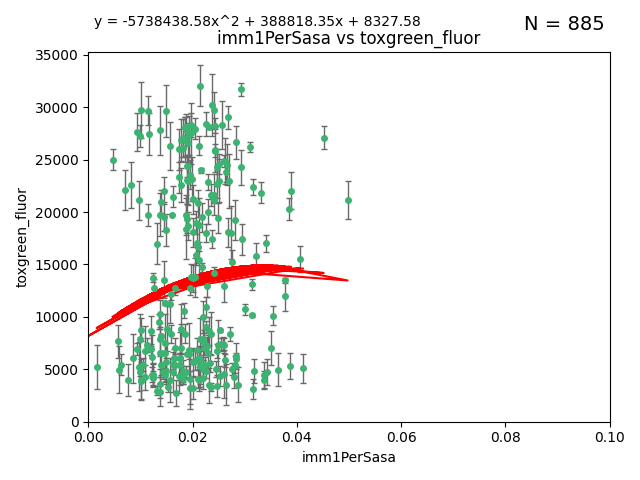 y = -5738438.58x^2 + 388818.35x + 8327.58
N = 885
imm1PerSasa vs toxgreen_fluor
35000
30000
25000
20000
15000
10000
5000
0
toxgreen_fluor
0.00 0.02 0.04 0.06 0.08 0.10
imm1PerSasa